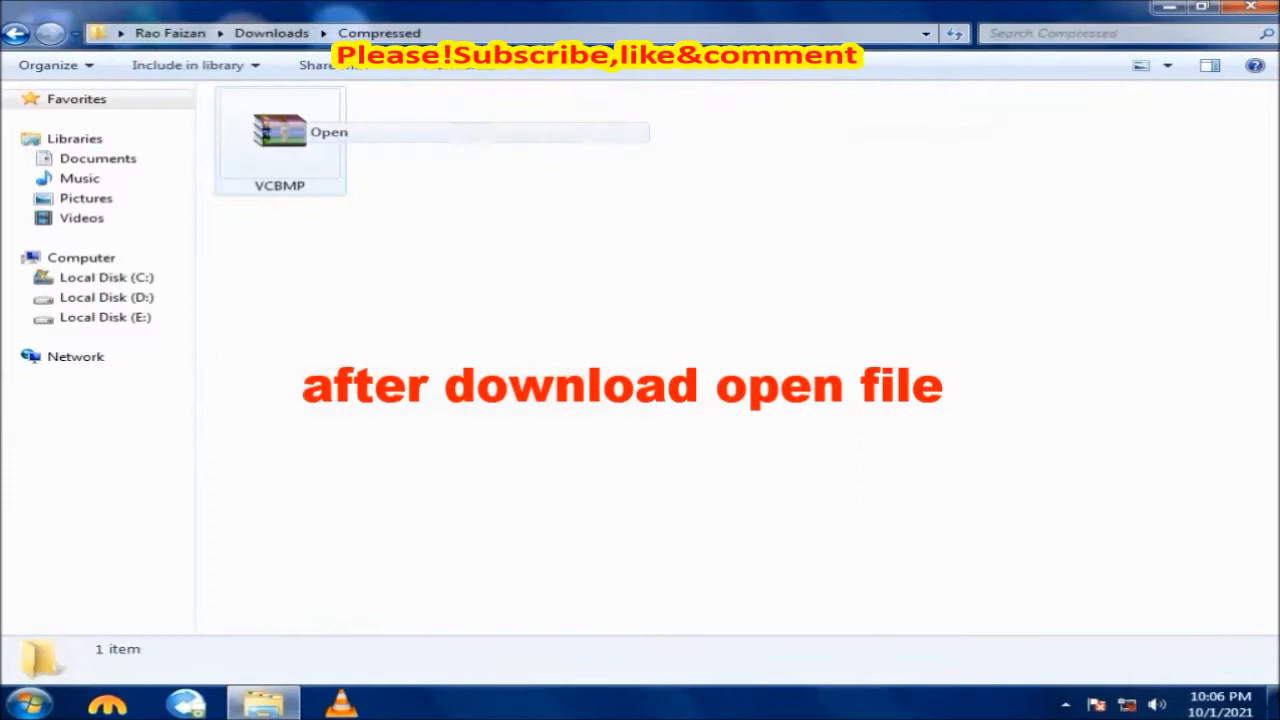 Rao Faizan Downloads Compressed
Search Compressed
Please!Subscribe,like&comment
Organize
Include in library
Share
Favorites
Open
VCBMP
Libraries
Documents
Music
Pictures
Videos
Computer
Local Disk (C:)
Local Disk (D:)
Local Disk (E:)
Network
after download open file
1 item
10:06 PM
10/1/2021